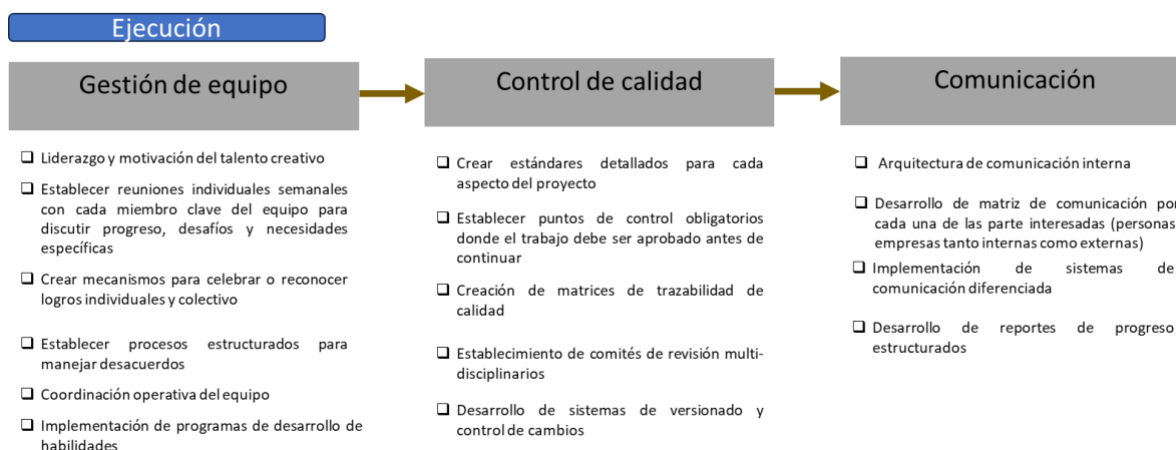 Ejecución
Gestión de equipo
Liderazgo y motivación del talento creativo
Establecer reuniones individuales semanales
con cada miembro clave del equipo para
discutir progreso, desafíos y necesidades
específicas
Crear mecanismos para celebrar o reconocer
logros individuales y colectivo
Establecer procesos estructurados para
manejar desacuerdos
Coordinación operativa del equipo
Implementación de programas de desarrollo de
habilidades
Control de calidad
Crear estándares detallados para cada
aspecto del proyecto
Establecer puntos de control obligatorios
donde el trabajo debe ser aprobado antes de
continuar
Creación de matrices de trazabilidad de
calidad
Establecimiento de comités de revisión multi-
disciplinarios
Desarrollo de sistemas de versionado y
control de cambios
Comunicación
Arquitectura de comunicación interna
Desarrollo de matriz de comunicación por
cada una de las parte interesadas (personas
empresas tanto internas como externas)
Implementación de sistemas de
comunicación diferenciada
Desarrollo de reportes de progreso
estructurados